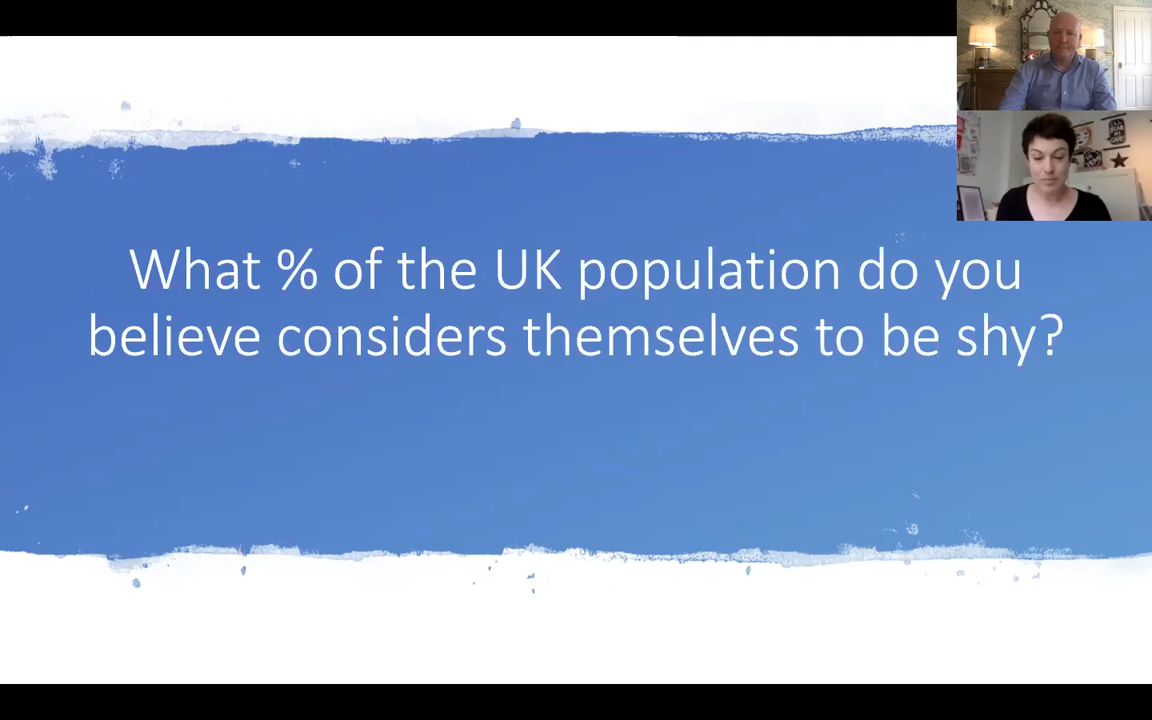 What % of the UK population do you
believe considers themselves to be shy?